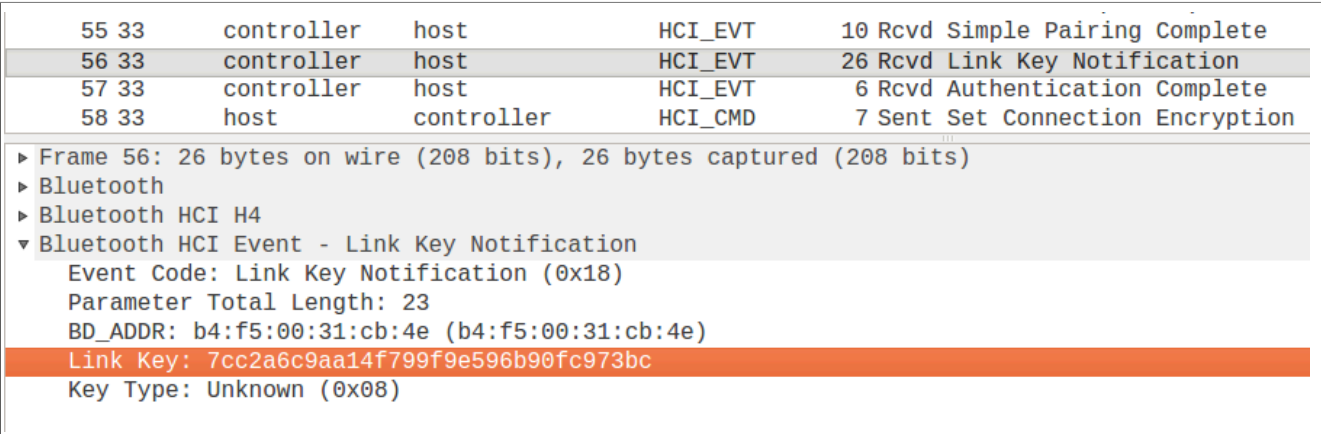 55 33 controller host HCI_EVT 10 Rcvd Simple Pairing Complete
56 33 controller host HCI_EVT 26 Rcvd Link Key Notification
57 33 controller host HCI_EVT 6 Rcvd Authentication Complete
58 33 host controller HCI_CMD 7 Sent Set Connection Encryption
Frame 56: 26 bytes on wire (208 bits), 26 bytes captured (208 bits)
Bluetooth
Bluetooth HCI H4
Bluetooth HCI Event - Link Key Notification
Event Code: Link Key Notification (0x18)
Parameter Total Length: 23
BD_ADDR: b4:f5:00:31:cb:4e (b4:f5:00:31:cb:4e)
Link Key: 7cc2a6c9aa14f799f9e596b90fc973bc
Key Type: Unknown (0x08)